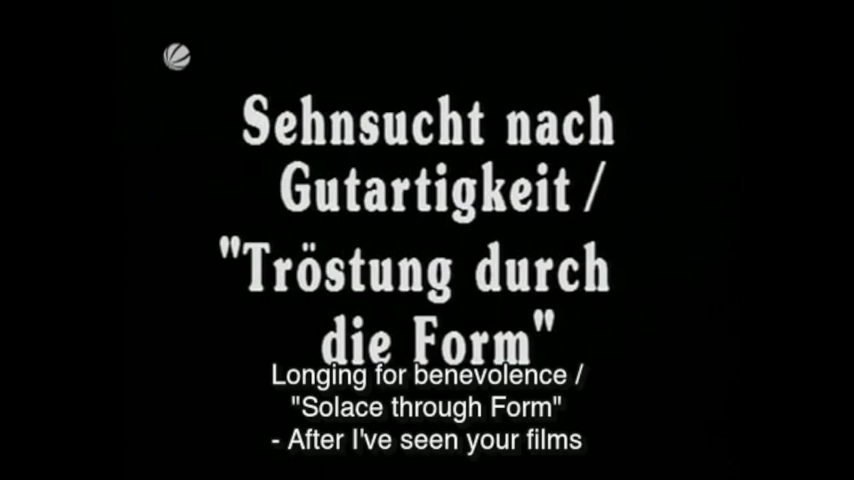 Sehnsucht nach
Gutartigkeit /
"Tröstung durch
die Form"
Longing for benevolence /
"Solace through Form"
- After I've seen your films